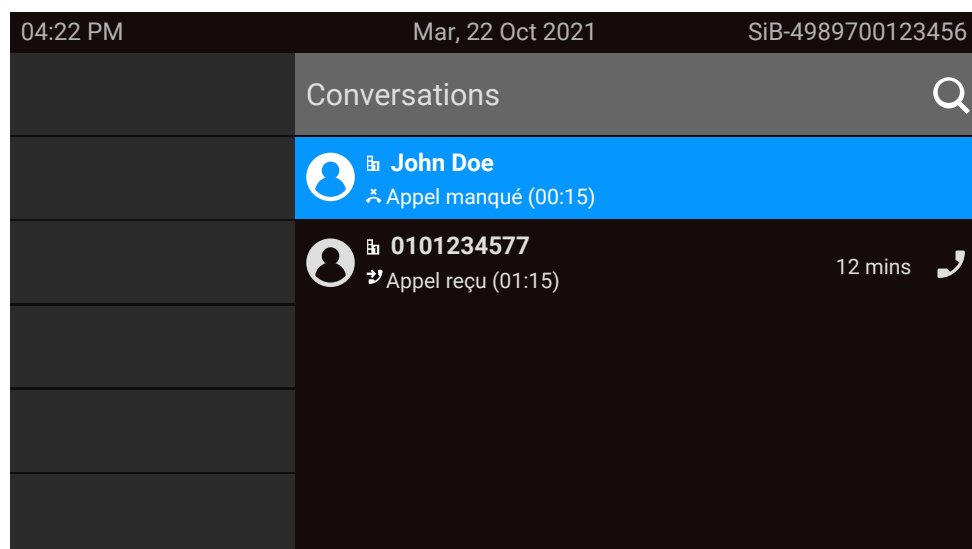 04:22 PM Mar, 22 Oct 2021 SiB-4989700123456
Conversations
John Doe
Appel manqué (00:15)
0101234577
Appel reçu (01:15)
12 mins